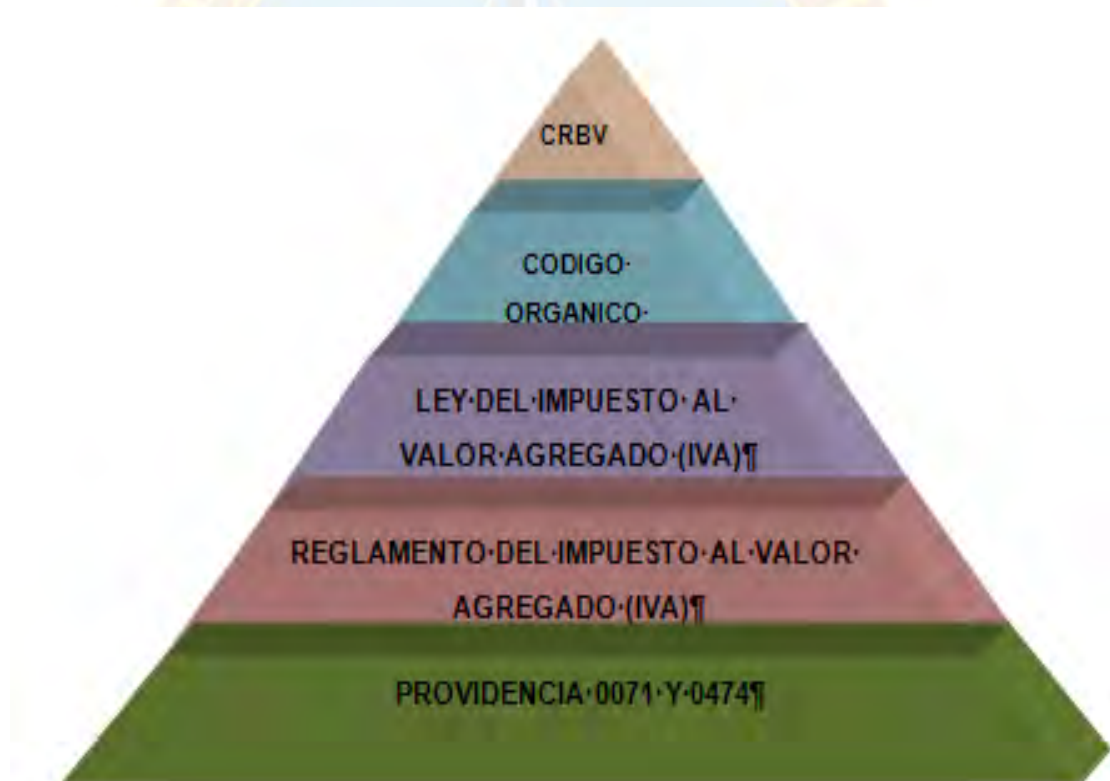 CRBV
CODIGO·
ORGANICO·
LEY·DEL·IMPUESTO·AL·
VALOR·AGREGADO·(IVA)¶
REGLAMENTO·DEL·IMPUESTO·AL·VALOR·
AGREGADO·(IVA)¶
PROVIDENCIA·0071·Y·0474¶